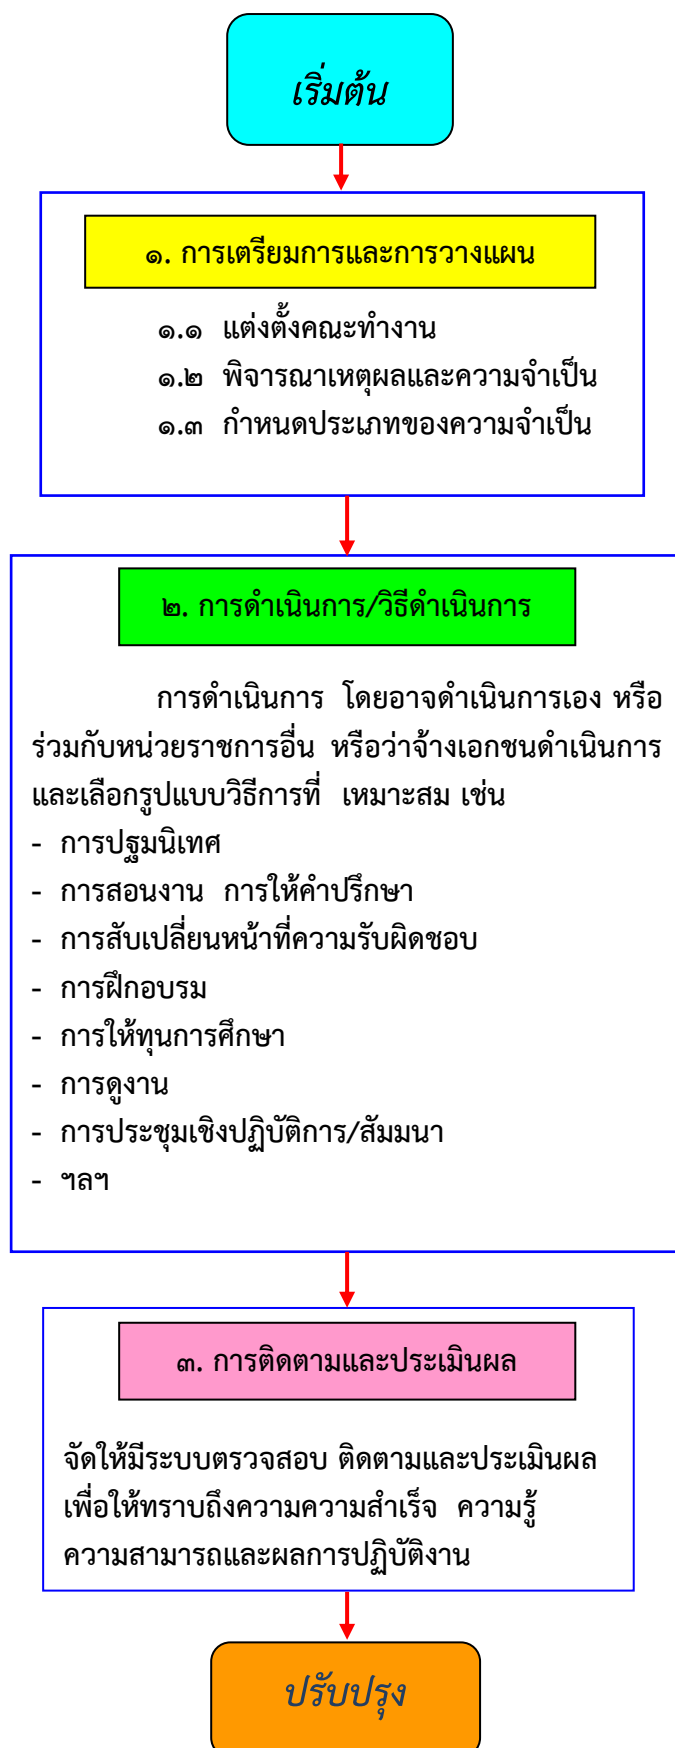 เริ่มต้น
๑. การเตรียมการและการวางแผน
๑.๑ แต่งตั้งคณะทำงาน
๑.๒ พิจารณาเหตุผลและความจำเป็น
๑.๓ กำหนดประเภทของความจำเป็น
๒. การดำเนินการ/วิธีดำเนินการ
การดำเนินการ โดยอาจดำเนินการเอง หรือ
ร่วมกับหน่วยราชการอื่น หรือว่าจ้างเอกชนดำเนินการ
และเลือกรูปแบบวิธีการที่ เหมาะสม เช่น
- การปฐมนิเทศ
- การสอนงาน การให้คำปรึกษา
- การสับเปลี่ยนหน้าที่ความรับผิดชอบ
- การฝึกอบรม
- การให้ทุนการศึกษา
- การดูงาน
- การประชุมเชิงปฏิบัติการ/สัมมนา
- ฯลฯ
๓. การติดตามและประเมินผล
จัดให้มีระบบตรวจสอบ ติดตามและประเมินผล
เพื่อให้ทราบถึงความความสำเร็จ ความรู้
ความสามารถและผลการปฏิบัติงาน
ปรับปรุง